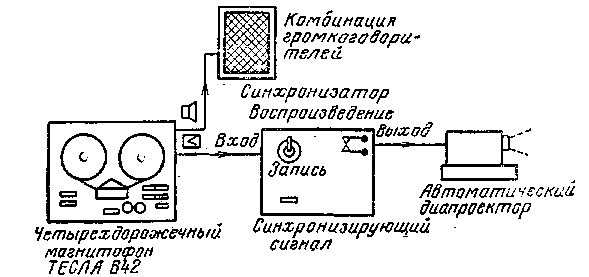 Комбинация
громкоговори-
телей
Синхронизатор
Воспроизведение
Вход
Выход
Запись
Четырехдорожечный
магнитофон
ТЕСЛА В42
Синхронизирующий
сигнал
Автоматический
диапроектор